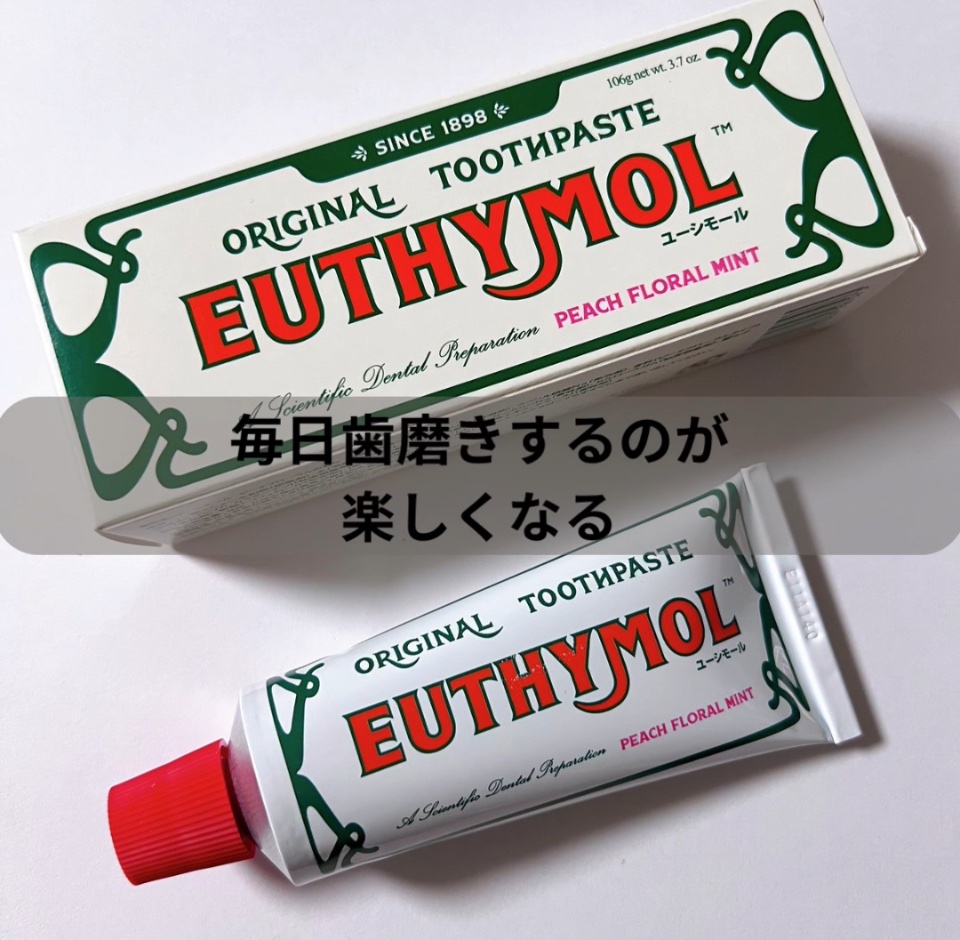 106g net wt. 3.7 oz.
SINCE 1898
ORIGINAL TOOTHPASTE
EUTHYMOL™
ユーシモール
PEACH FLORAL MINT
A Scientific Dental Preparation
毎日歯磨きするのが
楽しくなる
ORIGINAL TOOTHPASTE
EUTHYMOL™
ユーシモール
PEACH FLORAL MINT
A Scientific Dental Preparation